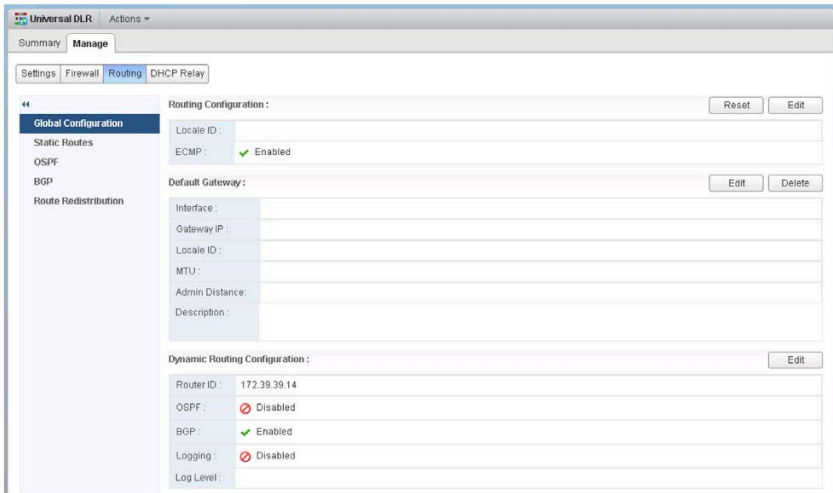 Universal DLR Actions
Summary Manage
Settings Firewall Routing DHCP Relay
Global Configuration
Static Routes
OSPF
BGP
Route Redistribution
Routing Configuration : Reset Edit
Locale ID :
ECMP : Enabled
Default Gateway : Edit Delete
Interface :
Gateway IP :
Locale ID :
MTU :
Admin Distance:
Description :
Dynamic Routing Configuration : Edit
Router ID : 172.39.39.14
OSPF : Disabled
BGP : Enabled
Logging : Disabled
Log Level :